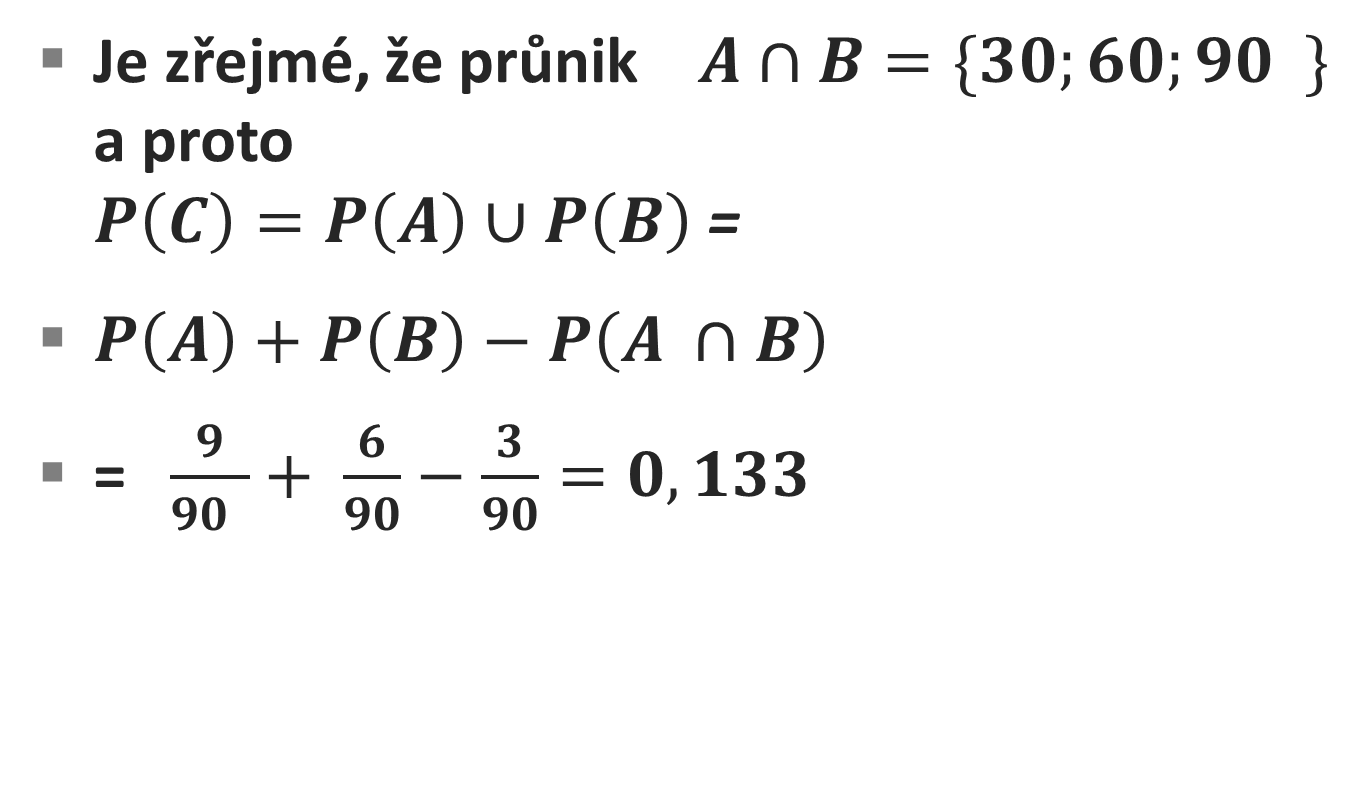 ▪ Je zřejmé, že průnik A ∩ B = {30; 60; 90 }
a proto
P(C) = P(A) ∪ P(B) =
▪ P(A) + P(B) − P(A ∩ B)
▪ = 9/90 + 6/90 − 3/90 = 0, 133